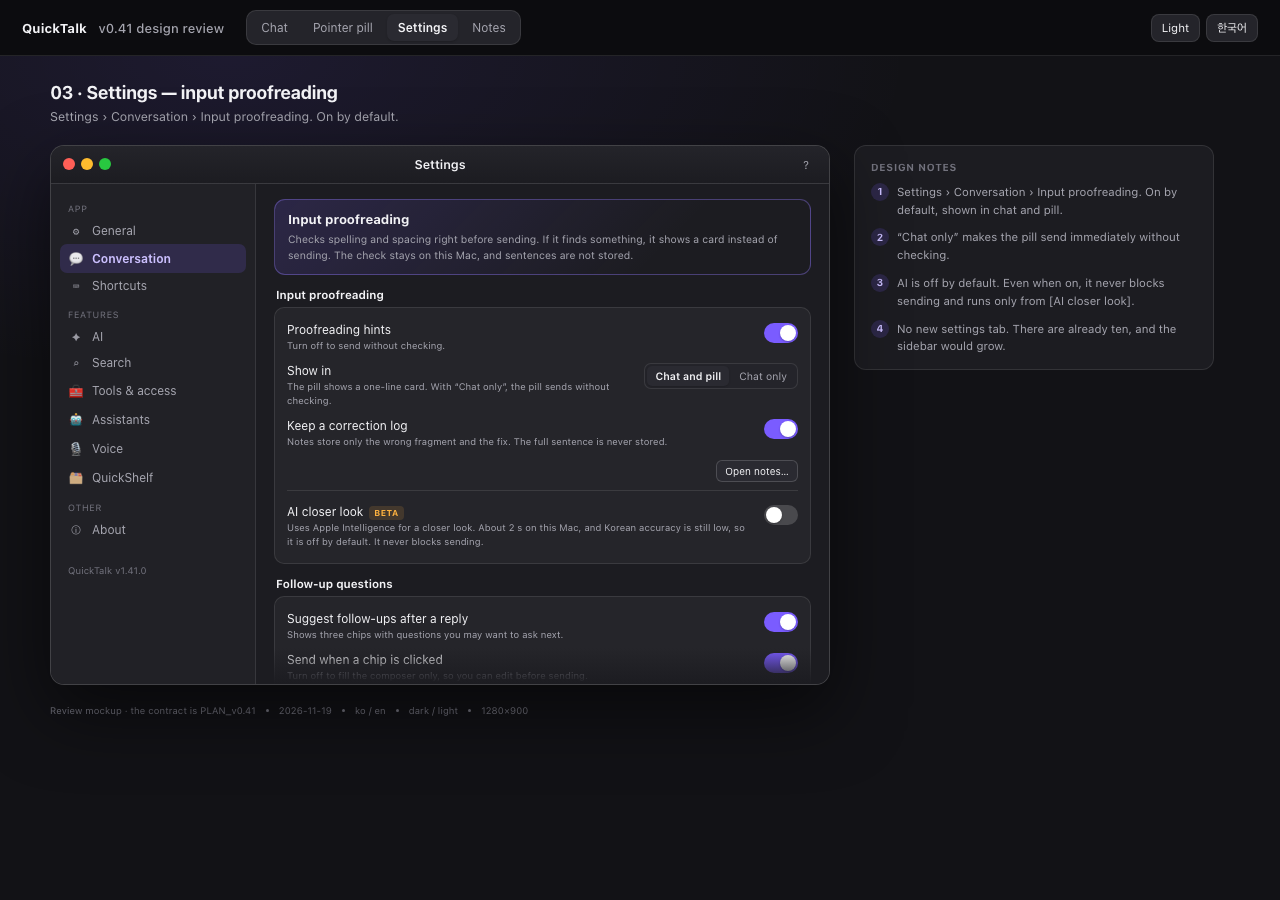 QuickTalk v0.41 design review
Chat Pointer pill Settings Notes
Light 한국어
03 · Settings — input proofreading
Settings › Conversation › Input proofreading. On by default.
Settings
?
APP
General
Conversation
Shortcuts
FEATURES
AI
Search
Tools & access
Assistants
Voice
QuickShelf
OTHER
About
QuickTalk v1.41.0
Input proofreading
Checks spelling and spacing right before sending. If it finds something, it shows a card instead of
sending. The check stays on this Mac, and sentences are not stored.
Input proofreading
Proofreading hints
Turn off to send without checking.
Show in
The pill shows a one-line card. With “Chat only”, the pill sends without
checking.
Chat and pill Chat only
Keep a correction log
Notes store only the wrong fragment and the fix. The full sentence is never stored.
Open notes…
AI closer look BETA
Uses Apple Intelligence for a closer look. About 2 s on this Mac, and Korean accuracy is still low, so
it is off by default. It never blocks sending.
Follow-up questions
Suggest follow-ups after a reply
Shows three chips with questions you may want to ask next.
Send when a chip is clicked
Turn off to fill the composer only, so you can edit before sending.
DESIGN NOTES
1 Settings › Conversation › Input proofreading. On by
default, shown in chat and pill.
2 “Chat only” makes the pill send immediately without
checking.
3 AI is off by default. Even when on, it never blocks
sending and runs only from [AI closer look].
4 No new settings tab. There are already ten, and the
sidebar would grow.
Review mockup · the contract is PLAN_v0.41 • 2026-11-19 • ko / en • dark / light • 1280×900